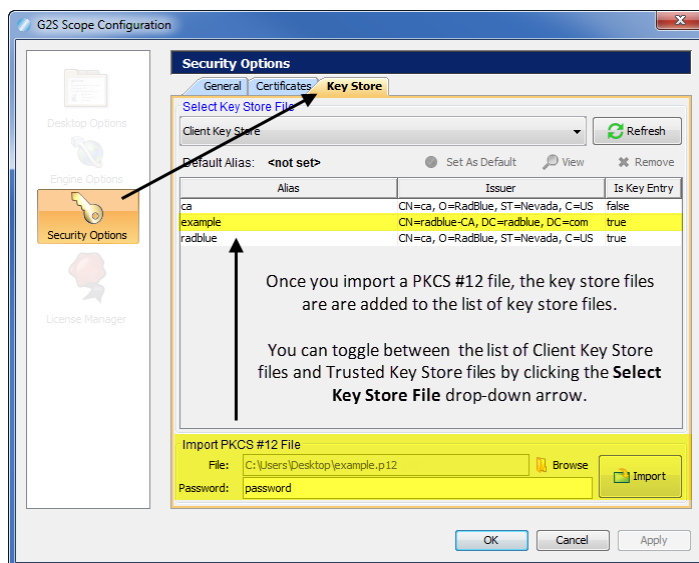 G2S Scope Configuration
x
Desktop Options
Engine Options
Security Options
License Manager
Security Options
General Certificates Key Store
Select Key Store File
Client Key Store Refresh
Default Alias: <not set> Set As Default View Remove
Alias Issuer Is Key Entry
ca CN=ca, O=RadBlue, ST=Nevada, C=US false
example CN=radblue-CA, DC=radblue, DC=com true
radblue CN=ca, O=RadBlue, ST=Nevada, C=US true
Once you import a PKCS #12 file, the key store files
are are added to the list of key store files.
You can toggle between the list of Client Key Store
files and Trusted Key Store files by clicking the Select
Key Store File drop-down arrow.
Import PKCS #12 File
File: C:\Users\Desktop\example.p12 Browse
Password: password Import
OK Cancel Apply